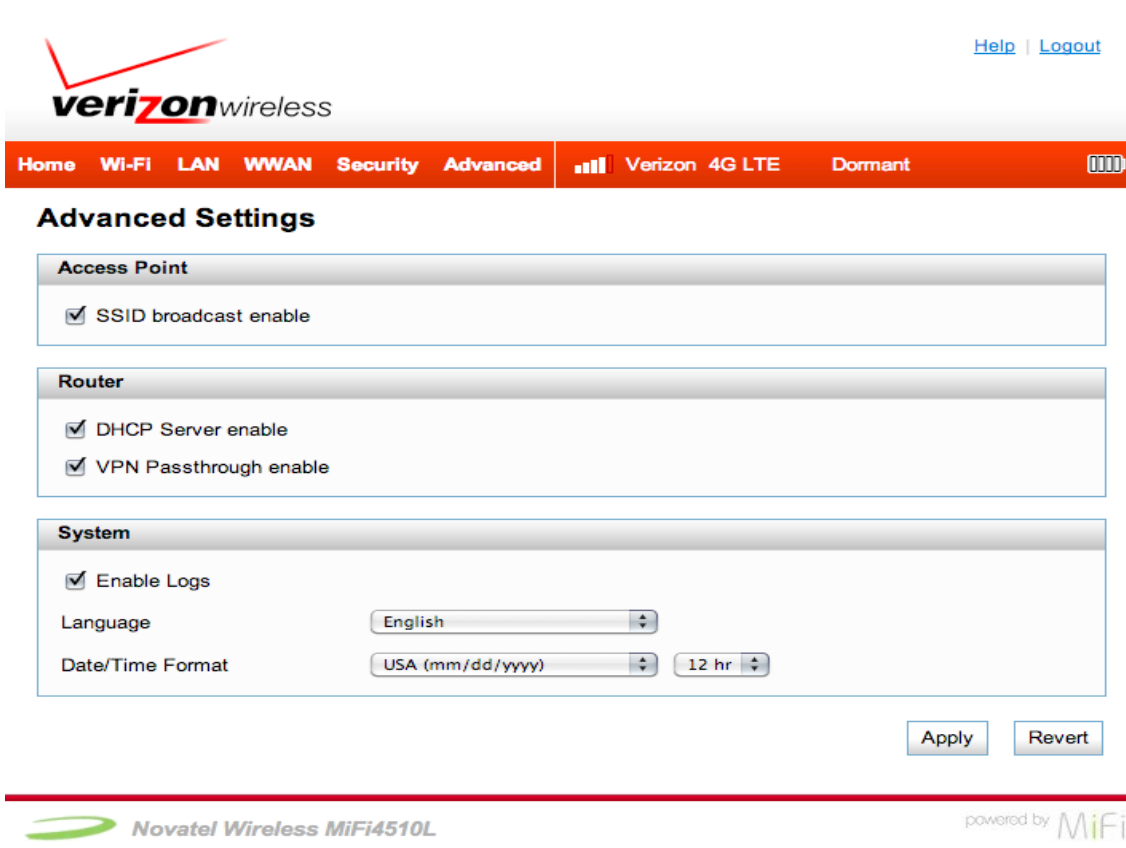 Help | Logout
verizonwireless
Home Wi-Fi LAN WWAN Security Advanced Verizon 4G LTE Dormant
Advanced Settings
Access Point
SSID broadcast enable
Router
DHCP Server enable
VPN Passthrough enable
System
Enable Logs
Language English
Date/Time Format USA (mm/dd/yyyy) 12 hr
Apply Revert
Novatel Wireless MiFi4510L powered by MiFi